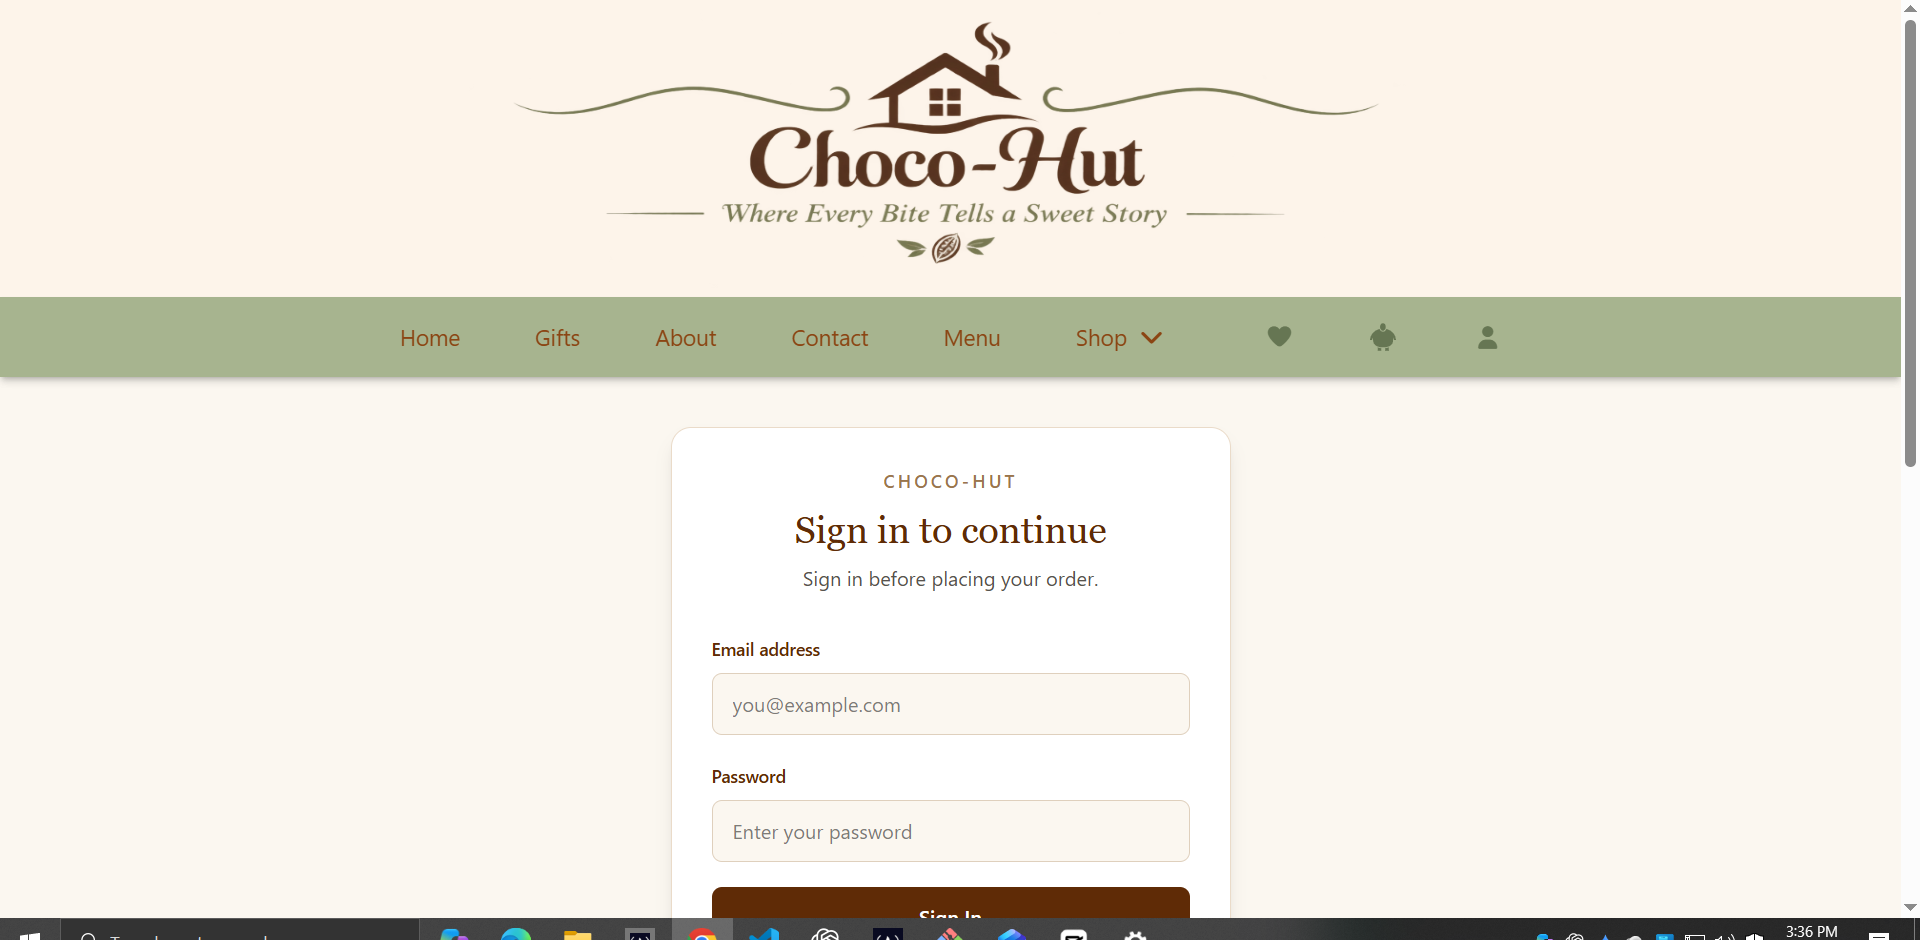 Choco-Hut
Where Every Bite Tells a Sweet Story
Home Gifts About Contact Menu Shop
CHOCO-HUT
Sign in to continue
Sign in before placing your order.
Email address
you@example.com
Password
Enter your password
Sign In
3:36 PM